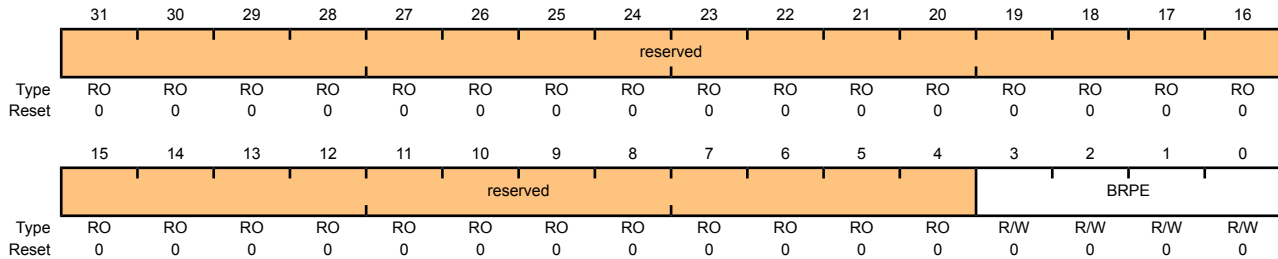 31 30 29 28 27 26 25 24 23 22 21 20 19 18 17 16
reserved
Type RO RO RO RO RO RO RO RO RO RO RO RO RO RO RO RO
Reset 0 0 0 0 0 0 0 0 0 0 0 0 0 0 0 0
15 14 13 12 11 10 9 8 7 6 5 4 3 2 1 0
reserved BRPE
Type RO RO RO RO RO RO RO RO RO RO RO RO R/W R/W R/W R/W
Reset 0 0 0 0 0 0 0 0 0 0 0 0 0 0 0 0